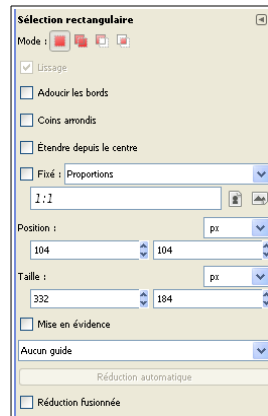 Sélection rectangulaire
Mode :
Lissage
Adoucir les bords
Coins arrondis
Étendre depuis le centre
Fixé : Proportions
1:1
Position : px
104 104
Taille : px
332 184
Mise en évidence
Aucun guide
Réduction automatique
Réduction fusionnée